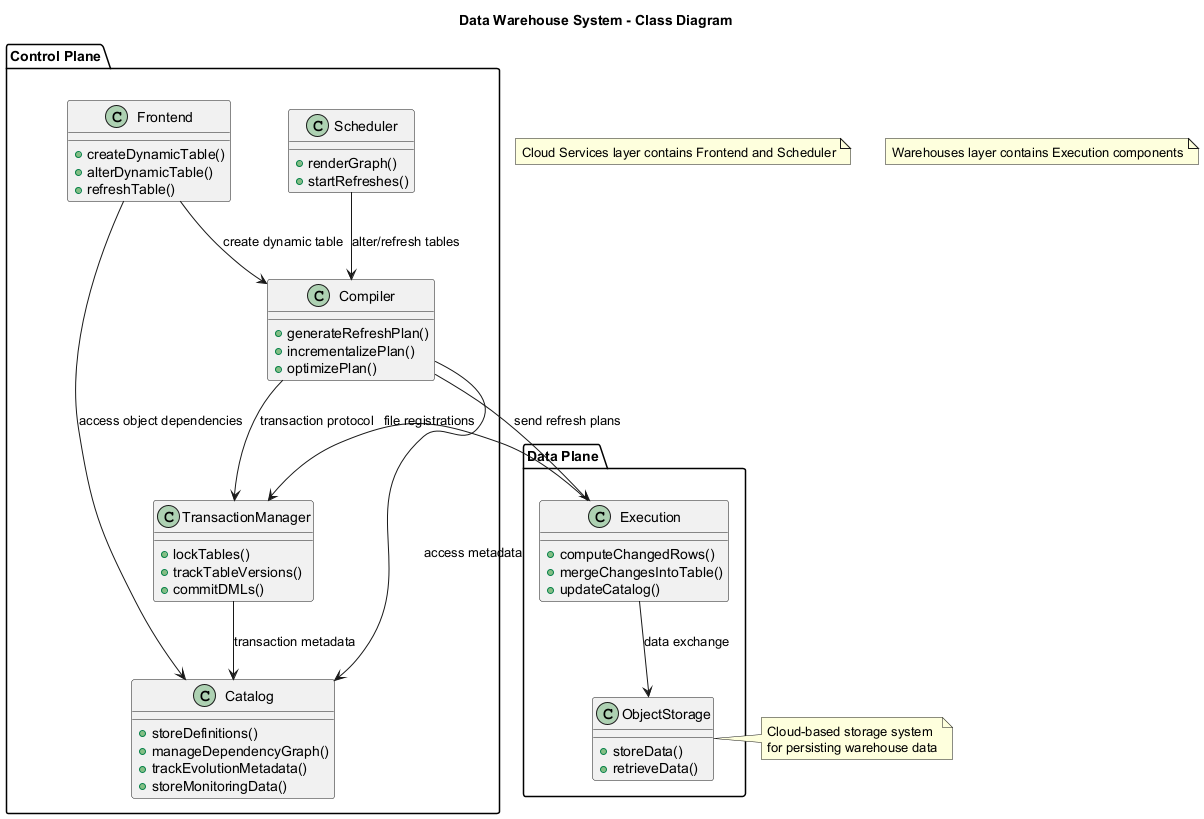 Data Warehouse System - Class Diagram
Control Plane
C Frontend
createDynamicTable()
alterDynamicTable()
refreshTable()
C Scheduler
renderGraph()
startRefreshes()
Cloud Services layer contains Frontend and Scheduler
Warehouses layer contains Execution components
create dynamic table
alter/refresh tables
C Compiler
generateRefreshPlan()
incrementalizePlan()
optimizePlan()
access object dependencies
transaction protocol
file registrations
send refresh plans
Data Plane
C TransactionManager
lockTables()
trackTableVersions()
commitDMLs()
access metadata
C Execution
computeChangedRows()
mergeChangesIntoTable()
updateCatalog()
transaction metadata
data exchange
C Catalog
storeDefinitions()
manageDependencyGraph()
trackEvolutionMetadata()
storeMonitoringData()
C ObjectStorage
storeData()
retrieveData()
Cloud-based storage system
for persisting warehouse data